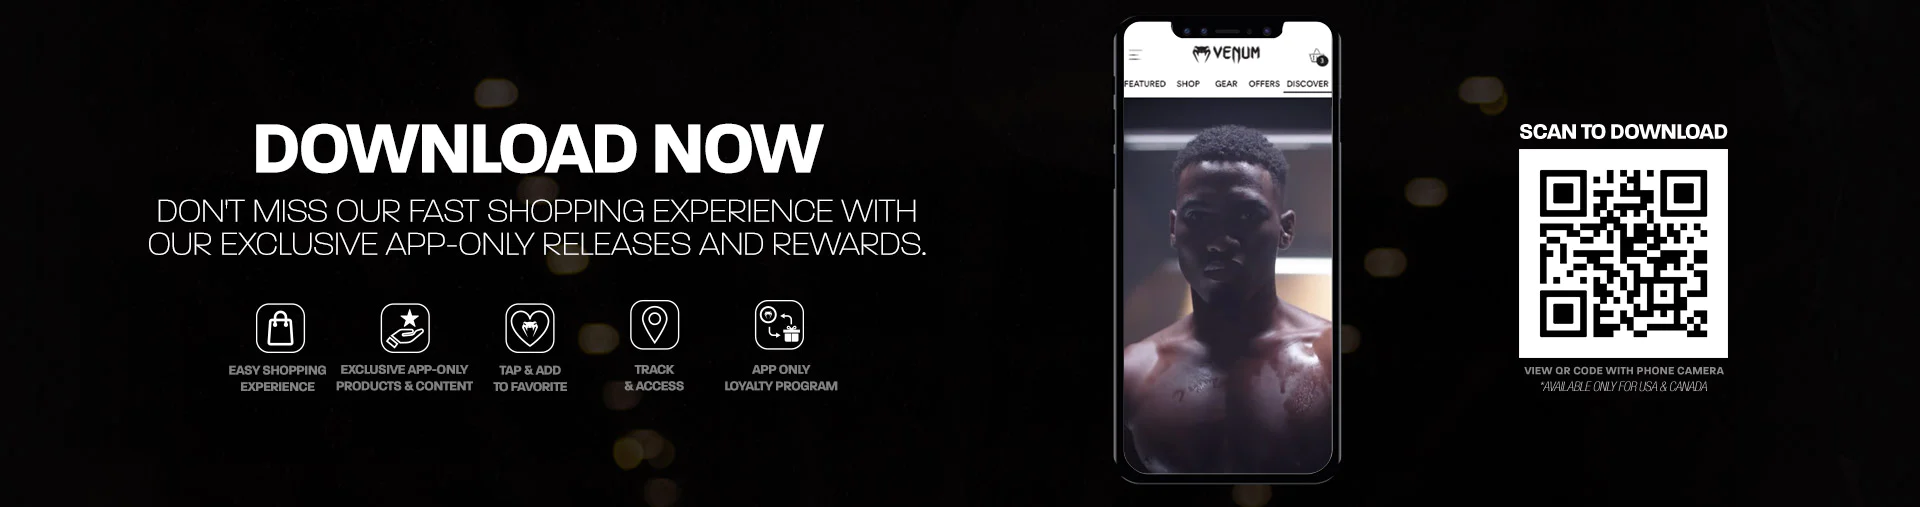 DOWNLOAD NOW
DON'T MISS OUR FAST SHOPPING EXPERIENCE WITH
OUR EXCLUSIVE APP-ONLY RELEASES AND REWARDS.
EASY SHOPPING
EXPERIENCE
EXCLUSIVE APP-ONLY
PRODUCTS & CONTENT
TAP & ADD
TO FAVORITE
TRACK
& ACCESS
APP ONLY
LOYALTY PROGRAM
VENUM
3
FEATURED SHOP GEAR OFFERS DISCOVER
SCAN TO DOWNLOAD
VIEW QR CODE WITH PHONE CAMERA
*AVAILABLE ONLY FOR USA & CANADA